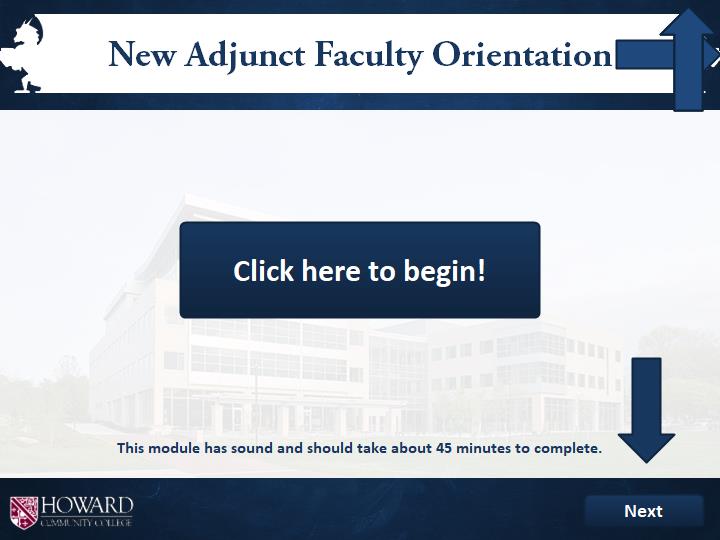 New Adjunct Faculty Orientation
Click here to begin!
This module has sound and should take about 45 minutes to complete.
HOWARD
COMMUNITY COLLEGE
Next